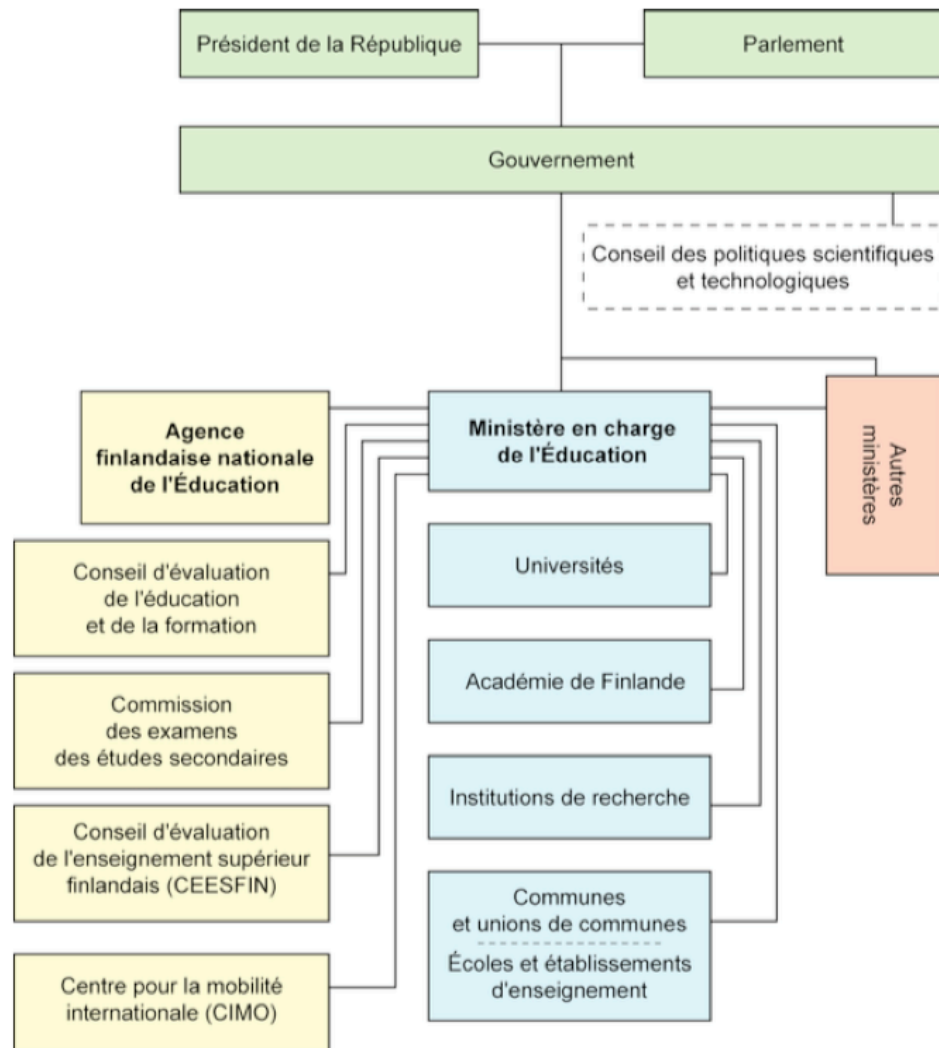 Président de la République
Parlement
Gouvernement
Conseil des politiques scientifiques
et technologiques
Agence
finlandaise nationale
de l'Éducation
Ministère en charge
de l'Éducation
Autres
ministères
Conseil d'évaluation
de l'éducation
et de la formation
Universités
Commission
des examens
des études secondaires
Académie de Finlande
Conseil d'évaluation
de l'enseignement supérieur
finlandais (CEESFIN)
Institutions de recherche
Centre pour la mobilité
internationale (CIMO)
Communes
et unions de communes
Écoles et établissements
d'enseignement